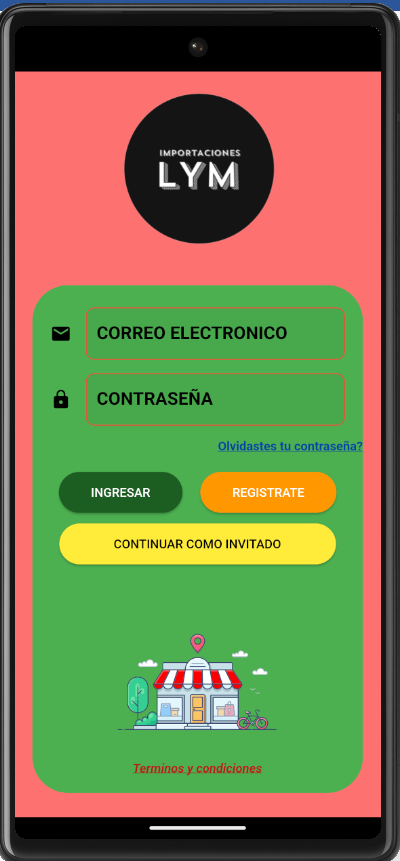 IMPORTACIONES
LYM
CORREO ELECTRONICO
CONTRASEÑA
Olvidastes tu contraseña?
INGRESAR REGISTRATE
CONTINUAR COMO INVITADO
Terminos y condiciones